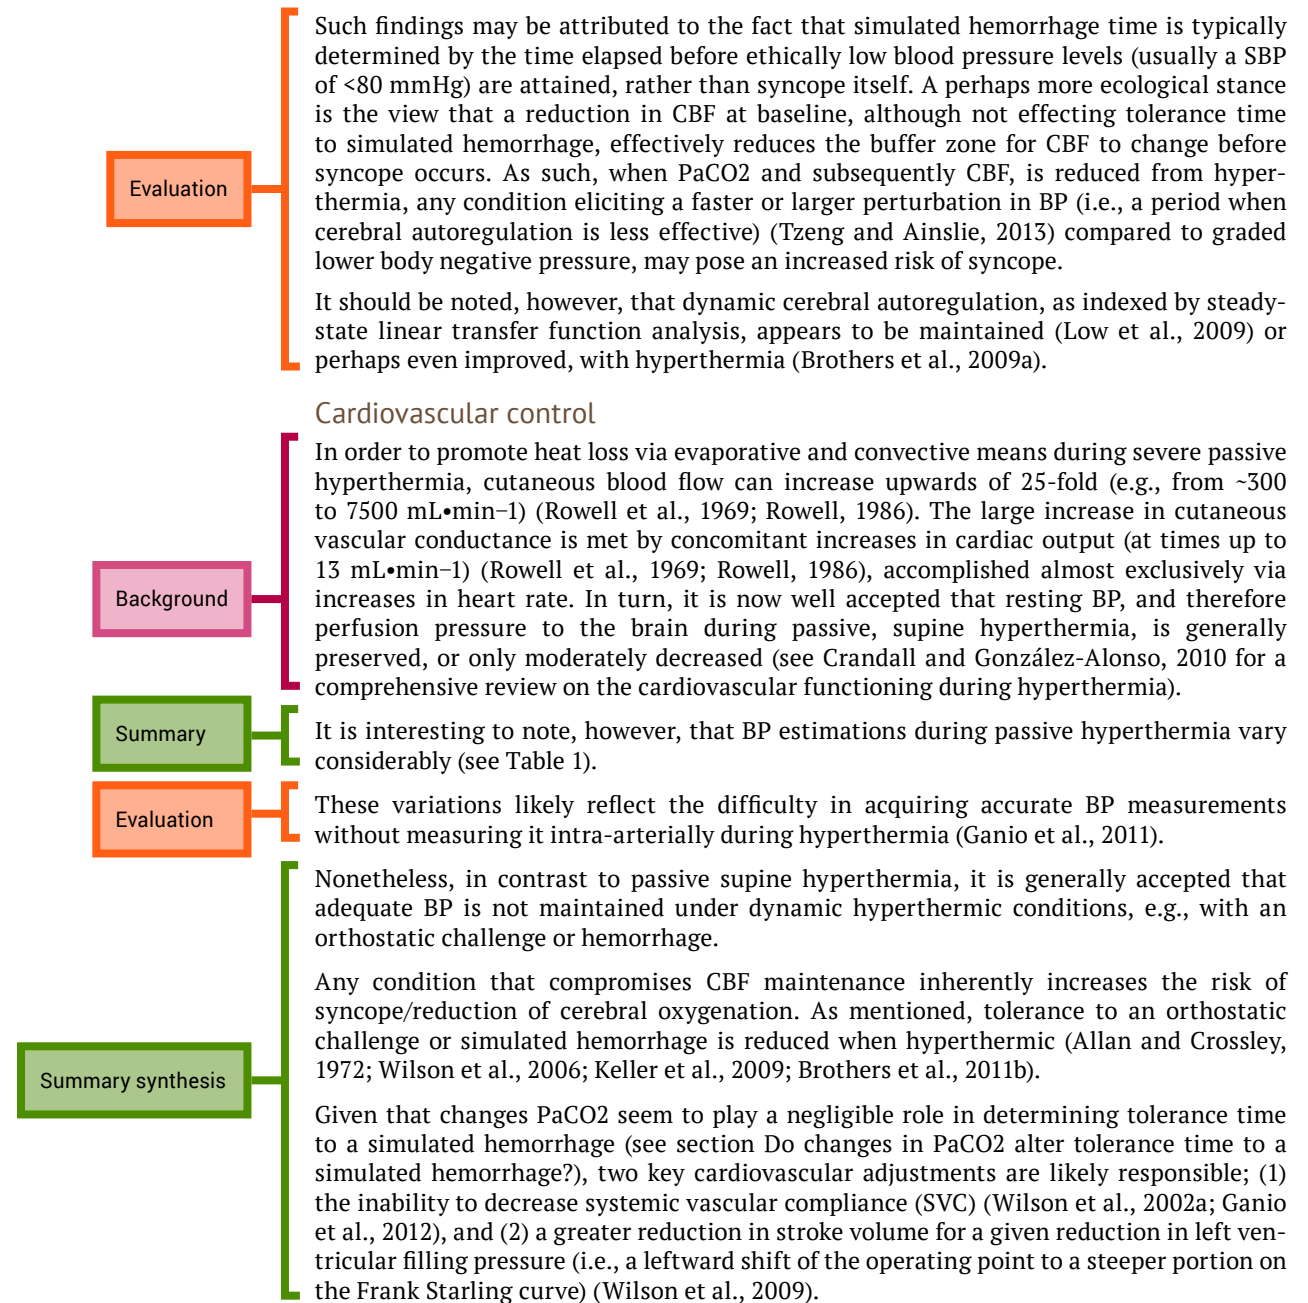 Such findings may be attributed to the fact that simulated hemorrhage time is typically
determined by the time elapsed before ethically low blood pressure levels (usually a SBP
of <80 mmHg) are attained, rather than syncope itself. A perhaps more ecological stance
is the view that a reduction in CBF at baseline, although not effecting tolerance time
to simulated hemorrhage, effectively reduces the buffer zone for CBF to change before
syncope occurs. As such, when PaCO2 and subsequently CBF, is reduced from hyper-
thermia, any condition eliciting a faster or larger perturbation in BP (i.e., a period when
cerebral autoregulation is less effective) (Tzeng and Ainslie, 2013) compared to graded
lower body negative pressure, may pose an increased risk of syncope.
Evaluation
It should be noted, however, that dynamic cerebral autoregulation, as indexed by steady-
state linear transfer function analysis, appears to be maintained (Low et al., 2009) or
perhaps even improved, with hyperthermia (Brothers et al., 2009a).
Cardiovascular control
In order to promote heat loss via evaporative and convective means during severe passive
hyperthermia, cutaneous blood flow can increase upwards of 25-fold (e.g., from ~300
to 7500 mL•min−1) (Rowell et al., 1969; Rowell, 1986). The large increase in cutaneous
vascular conductance is met by concomitant increases in cardiac output (at times up to
13 mL•min−1) (Rowell et al., 1969; Rowell, 1986), accomplished almost exclusively via
increases in heart rate. In turn, it is now well accepted that resting BP, and therefore
perfusion pressure to the brain during passive, supine hyperthermia, is generally
preserved, or only moderately decreased (see Crandall and González-Alonso, 2010 for a
comprehensive review on the cardiovascular functioning during hyperthermia).
Background
Summary
It is interesting to note, however, that BP estimations during passive hyperthermia vary
considerably (see Table 1).
Evaluation
These variations likely reflect the difficulty in acquiring accurate BP measurements
without measuring it intra-arterially during hyperthermia (Ganio et al., 2011).
Nonetheless, in contrast to passive supine hyperthermia, it is generally accepted that
adequate BP is not maintained under dynamic hyperthermic conditions, e.g., with an
orthostatic challenge or hemorrhage.
Any condition that compromises CBF maintenance inherently increases the risk of
syncope/reduction of cerebral oxygenation. As mentioned, tolerance to an orthostatic
challenge or simulated hemorrhage is reduced when hyperthermic (Allan and Crossley,
1972; Wilson et al., 2006; Keller et al., 2009; Brothers et al., 2011b).
Summary synthesis
Given that changes PaCO2 seem to play a negligible role in determining tolerance time
to a simulated hemorrhage (see section Do changes in PaCO2 alter tolerance time to a
simulated hemorrhage?), two key cardiovascular adjustments are likely responsible; (1)
the inability to decrease systemic vascular compliance (SVC) (Wilson et al., 2002a; Ganio
et al., 2012), and (2) a greater reduction in stroke volume for a given reduction in left ven-
tricular filling pressure (i.e., a leftward shift of the operating point to a steeper portion on
the Frank Starling curve) (Wilson et al., 2009).